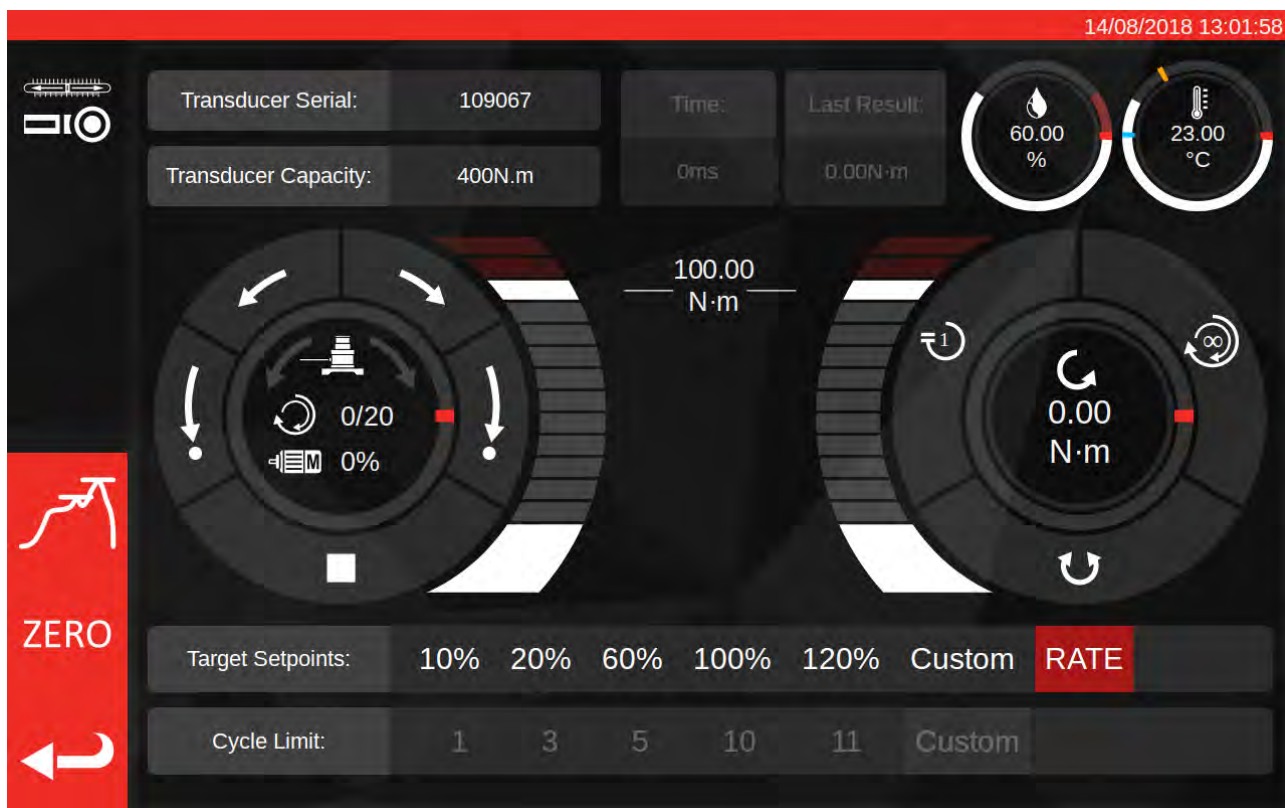 14/08/2018 13:01:58
Transducer Serial: 109067
Time: Last Result:
60.00
%
23.00
°C
Transducer Capacity: 400N.m
0ms 0.00N·m
100.00
N·m
=1
∞
0/20
M 0%
0.00
N·m
ZERO
Target Setpoints: 10% 20% 60% 100% 120% Custom RATE
Cycle Limit: 1 3 5 10 11 Custom